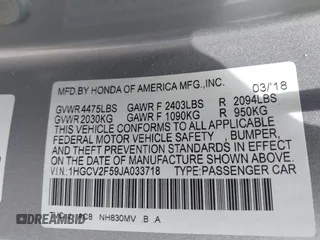 MFD.BY HONDA OF AMERICA MFG.,INC. 03/18
GVWR 4475LBS GAWR F 2403LBS R 2094LBS
GVWR 2030KG GAWR F 1090KG R 950KG
THIS VEHICLE CONFORMS TO ALL APPLICABLE
FEDERAL MOTOR VEHICLE SAFETY , BUMPER,
AND THEFT PREVENTION STANDARDS IN EFFECT
ON THE DATE OF MANUFACTURE SHOWN ABOVE.
V.I.N.:1HGCV2F59JA033718 TYPE:PASSENGER CAR
NH830MV .B .A
DREAMBID